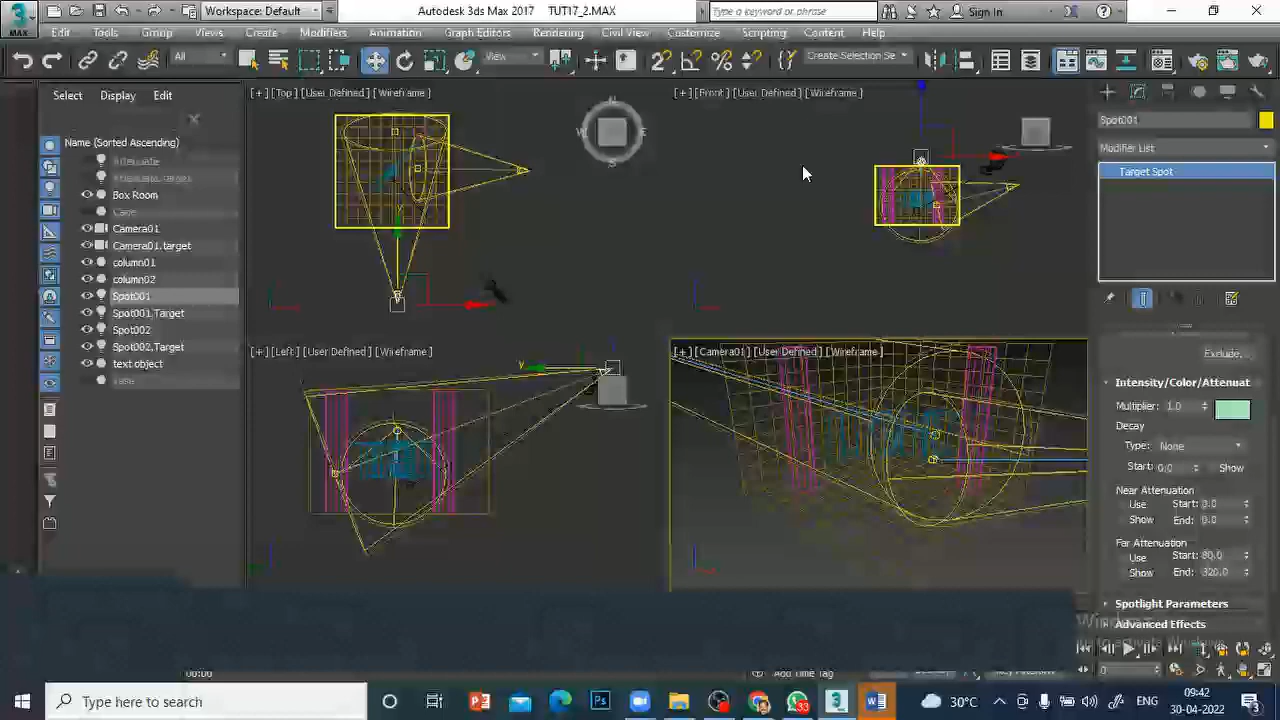 Workspace: Default
Autodesk 3ds Max 2017 TUT17_2.MAX
Type a keyword or phrase
Sign In
MAX
Edit Tools Group Views Create Modifiers Animation Graph Editors Rendering Civil View Customize Scripting Content Help
All
View
Create Selection Se
Select Display Edit
Name (Sorted Ascending)
Box Room
Camera01
Camera01.target
column01
column02
Spot001
Spot001.Target
Spot002
Spot002.Target
text object
[+] [Top] [User Defined] [Wireframe]
[+] [Front] [User Defined] [Wireframe]
[+] [Left] [User Defined] [Wireframe]
[+] [Camera01] [User Defined] [Wireframe]
Spot001
Modifier List
Target Spot
Exclude...
Intensity/Color/Attenuat
Multiplier: 1.0
Decay
Type: None
Start: 0.0 Show
Near Attenuation
Use Start: 0.0
Show End: 0.0
Far Attenuation
Use Start: 80.0
Show End: 320.0
Spotlight Parameters
Advanced Effects
00:00
Add Time Tag
Type here to search
33
30°C
ENG
09:42
30-04-2022